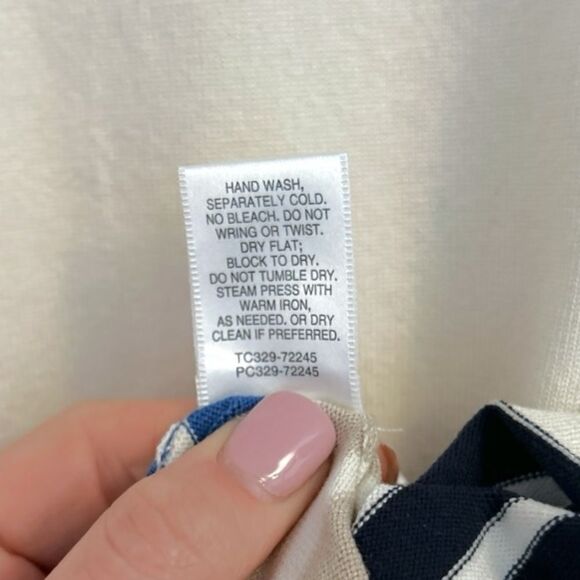 HAND WASH,
SEPARATELY COLD.
NO BLEACH. DO NOT
WRING OR TWIST.
DRY FLAT;
BLOCK TO DRY.
DO NOT TUMBLE DRY.
STEAM PRESS WITH
WARM IRON,
AS NEEDED. OR DRY
CLEAN IF PREFERRED.
TC329-72245
PC329-72245